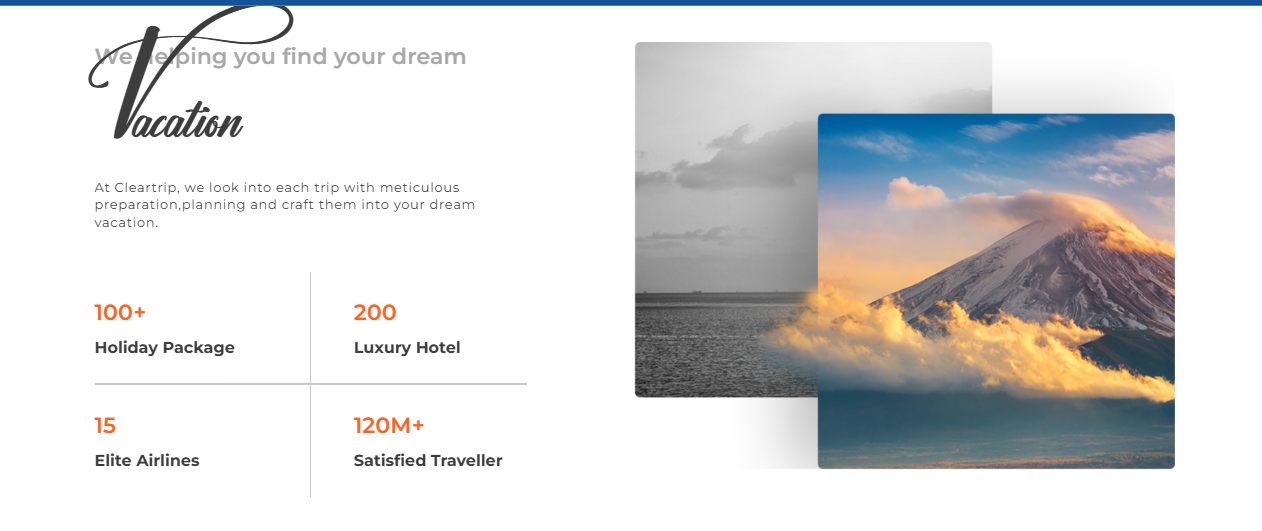 We helping you find your dream
Vacation
At Cleartrip, we look into each trip with meticulous
preparation,planning and craft them into your dream
vacation.
100+
200
Holiday Package
Luxury Hotel
15
120M+
Elite Airlines
Satisfied Traveller